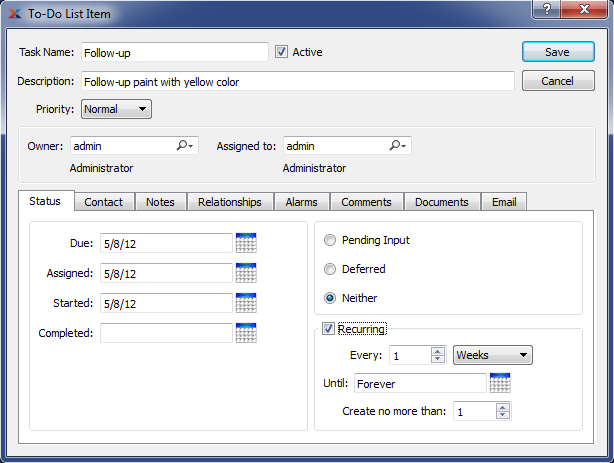 To-Do List Item
Task Name: Follow-up Active Save
Description: Follow-up paint with yellow color Cancel
Priority: Normal
Owner: admin Assigned to: admin
Administrator Administrator
Status Contact Notes Relationships Alarms Comments Documents Email
Due: 5/8/12
Assigned: 5/8/12
Started: 5/8/12
Completed:
Pending Input
Deferred
Neither
Recurring
Every: 1 Weeks
Until: Forever
Create no more than: 1